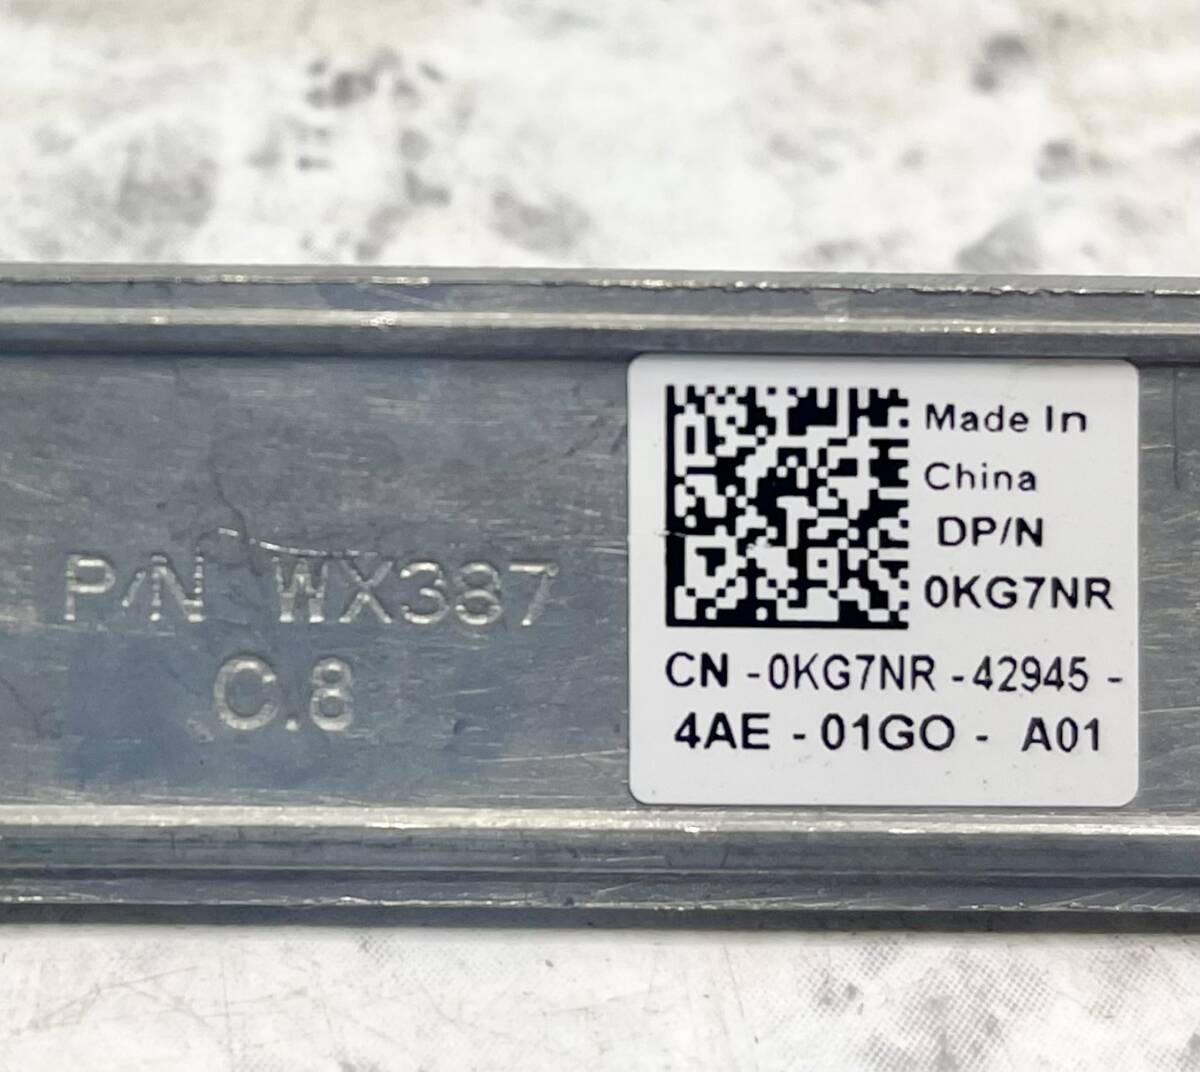 P/N WX387
C.8
Made In
China
DP/N
0KG7NR
CN -0KG7NR -42945 -
4AE - 01GO - A01